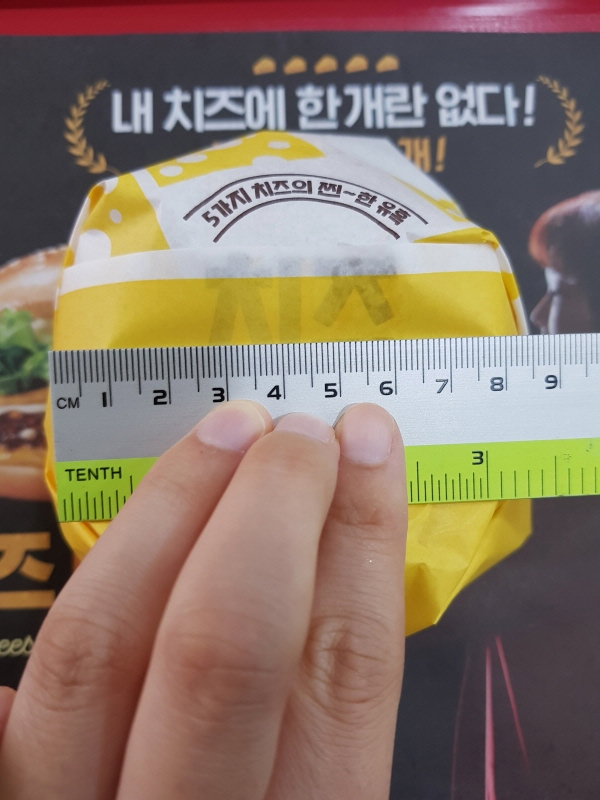 내 치즈에 한개란 없다!
개!
5가지 치즈의 찐~한 유혹
치즈
CM 1 2 3 4 5 6 7 8 9
TENTH 3
즈